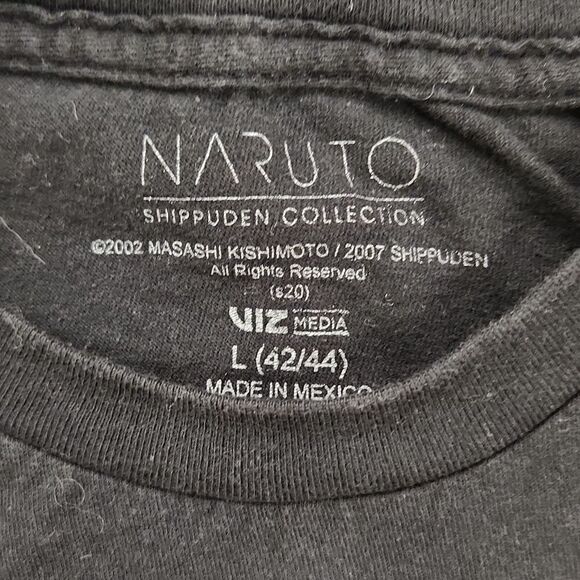 NARUTO
SHIPPUDEN COLLECTION
©2002 MASASHI KISHIMOTO / 2007 SHIPPUDEN
All Rights Reserved
(s20)
VIZ MEDIA
L (42/44)
MADE IN MEXICO